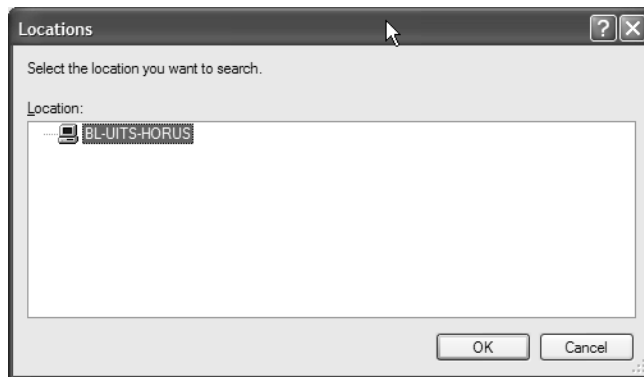 Locations
Select the location you want to search.
Location:
BL-UITS-HORUS
OK Cancel